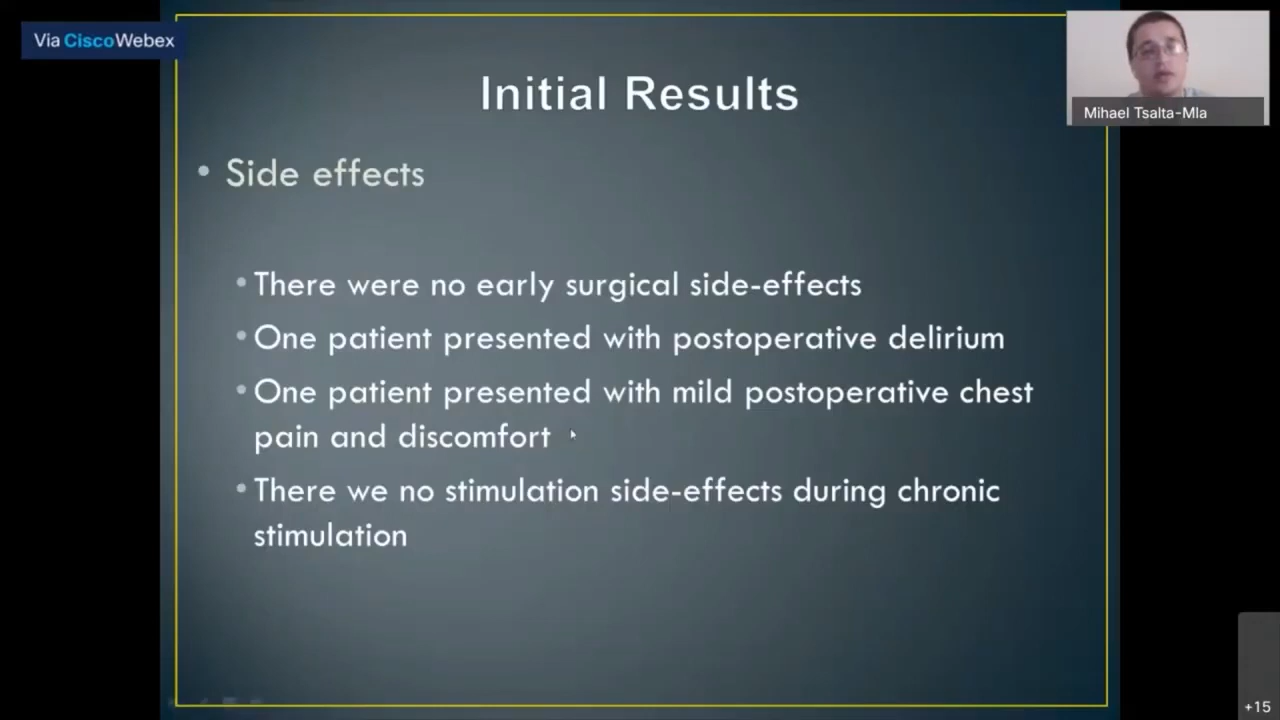 Via CiscoWebex
Initial Results
Mihael Tsalta-Mla
• Side effects
• There were no early surgical side-effects
• One patient presented with postoperative delirium
• One patient presented with mild postoperative chest
pain and discomfort
• There we no stimulation side-effects during chronic
stimulation
+15